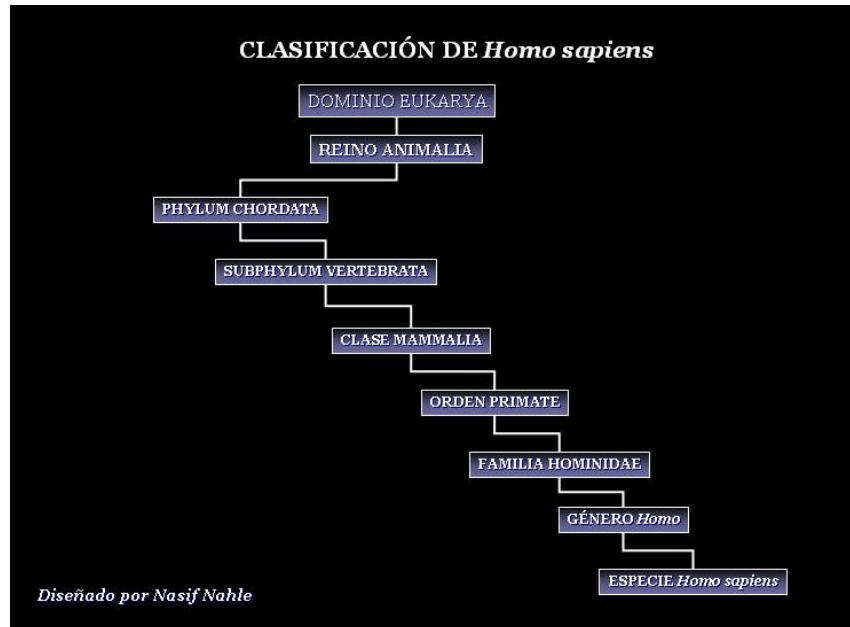 CLASIFICACIÓN DE Homo sapiens
DOMINIO EUKARYA
REINO ANIMALIA
PHYLUM CHORDATA
SUBPHYLUM VERTEBRATA
CLASE MAMMALIA
ORDEN PRIMATE
FAMILIA HOMINIDAE
GÉNERO Homo
ESPECIE Homo sapiens
Diseñado por Nasif Nahle